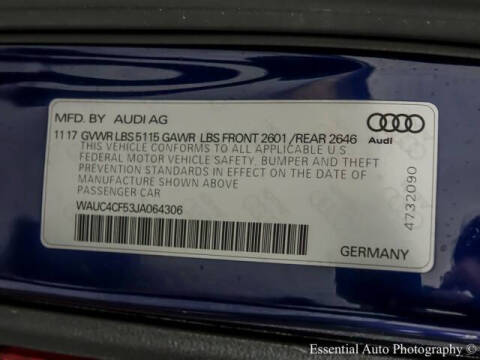 MFD. BY AUDI AG
11 17 GVWR LBS 5115 GAWR LBS FRONT 2601 / REAR 2646
THIS VEHICLE CONFORMS TO ALL APPLICABLE U.S.
FEDERAL MOTOR VEHICLE SAFETY, BUMPER AND THEFT
PREVENTION STANDARDS IN EFFECT ON THE DATE OF
MANUFACTURE SHOWN ABOVE
PASSENGER CAR
WAUC4CF53JA064306
Audi
4732090
GERMANY
Essential Auto Photography ©